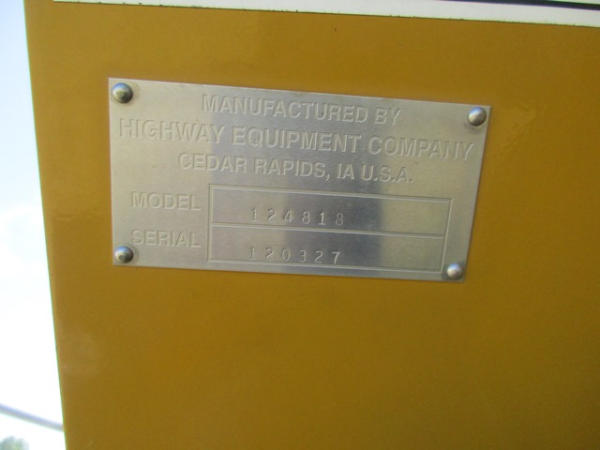 MANUFACTURED BY
HIGHWAY EQUIPMENT COMPANY
CEDAR RAPIDS, IA U.S.A.
MODEL 124818
SERIAL 120327